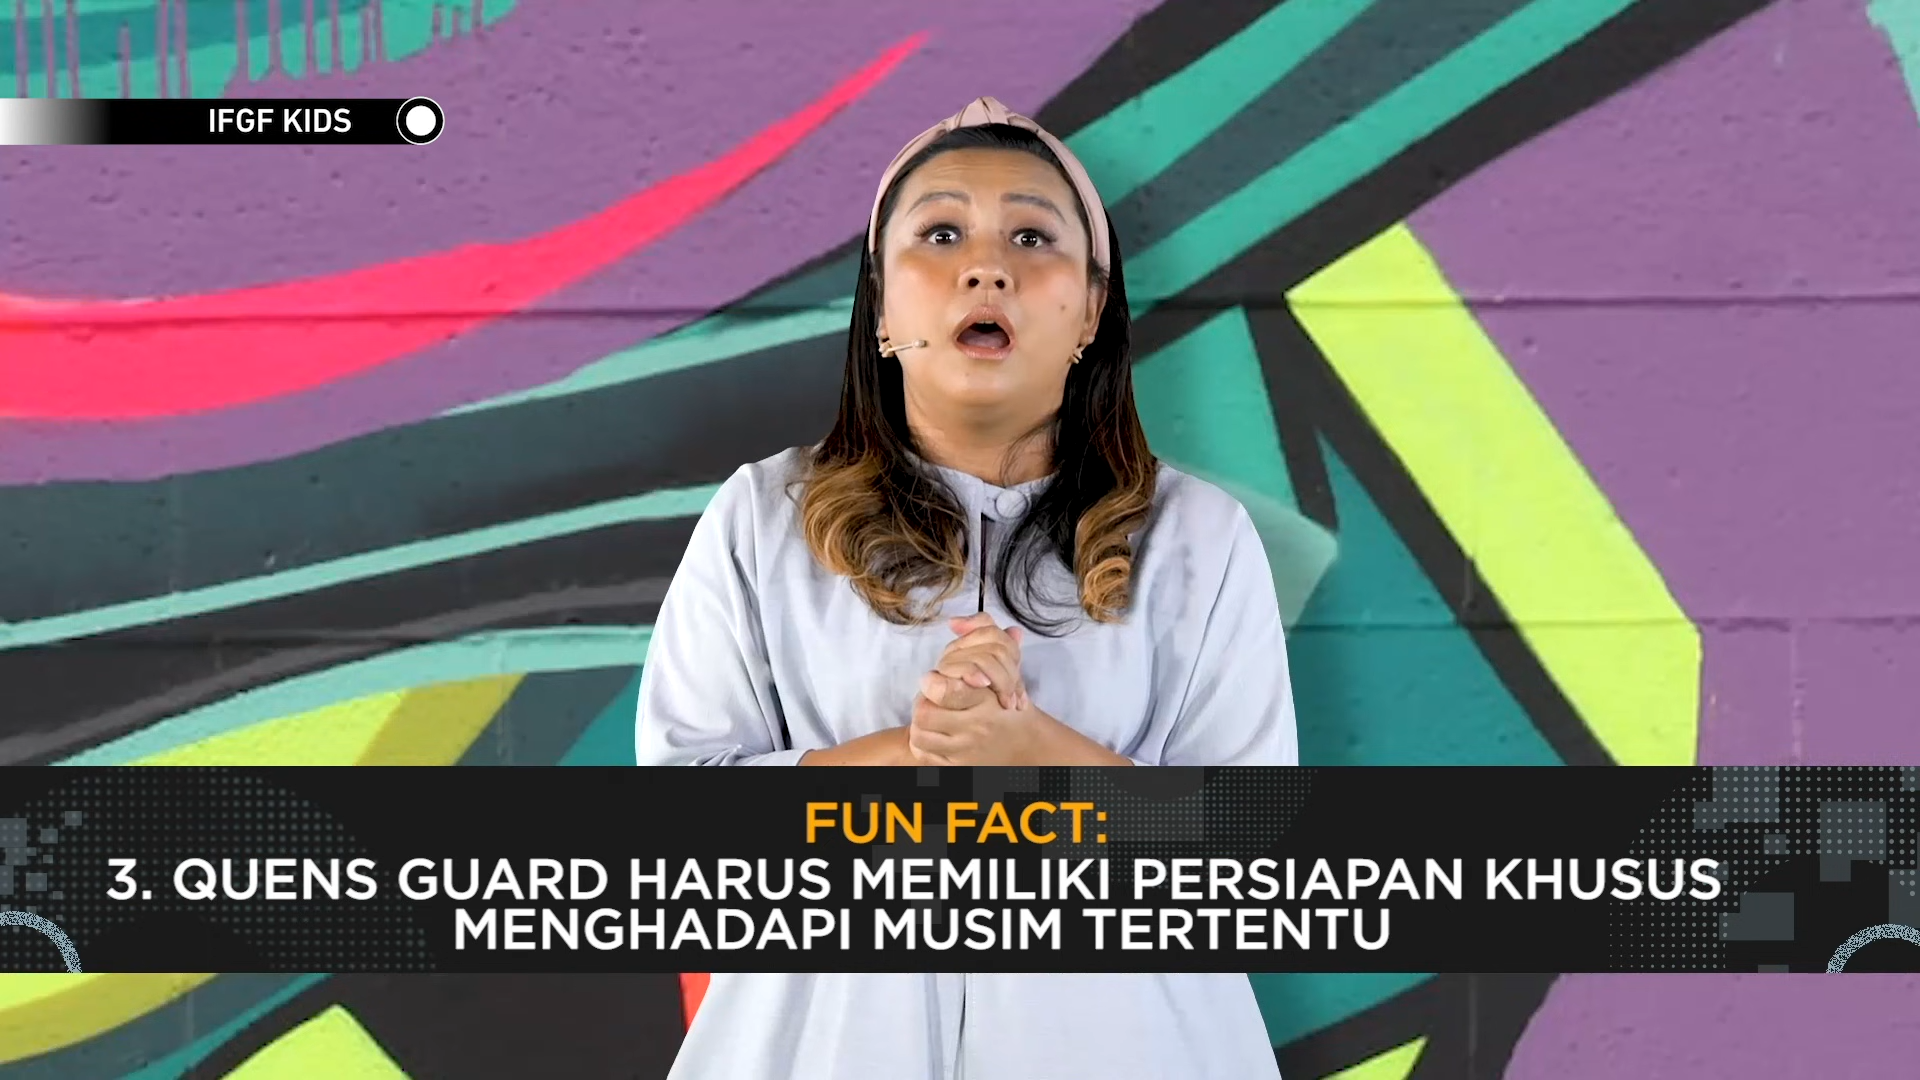 IFGF KIDS
FUN FACT:
3. QUENS GUARD HARUS MEMILIKI PERSIAPAN KHUSUS
MENGHADAPI MUSIM TERTENTU